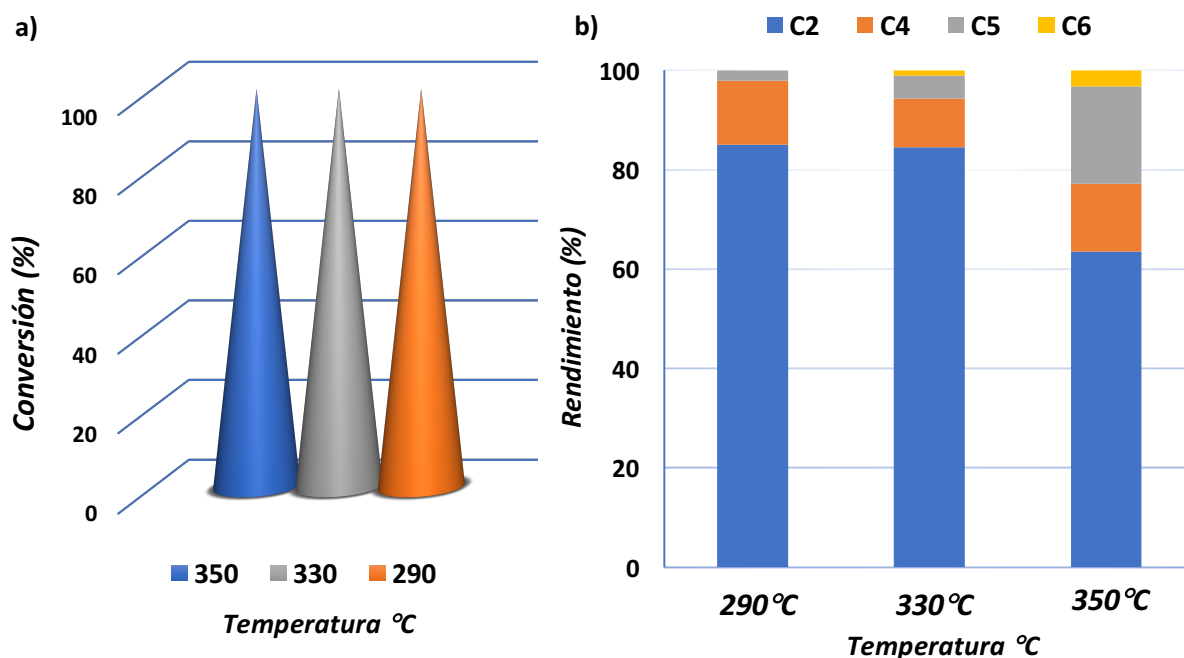 a)
Conversión (%)
100
80
60
40
20
0
350 330 290
Temperatura °C
b)
C2 C4 C5 C6
Rendimiento (%)
100
80
60
40
20
0
290°C 330°C 350°C
Temperatura °C